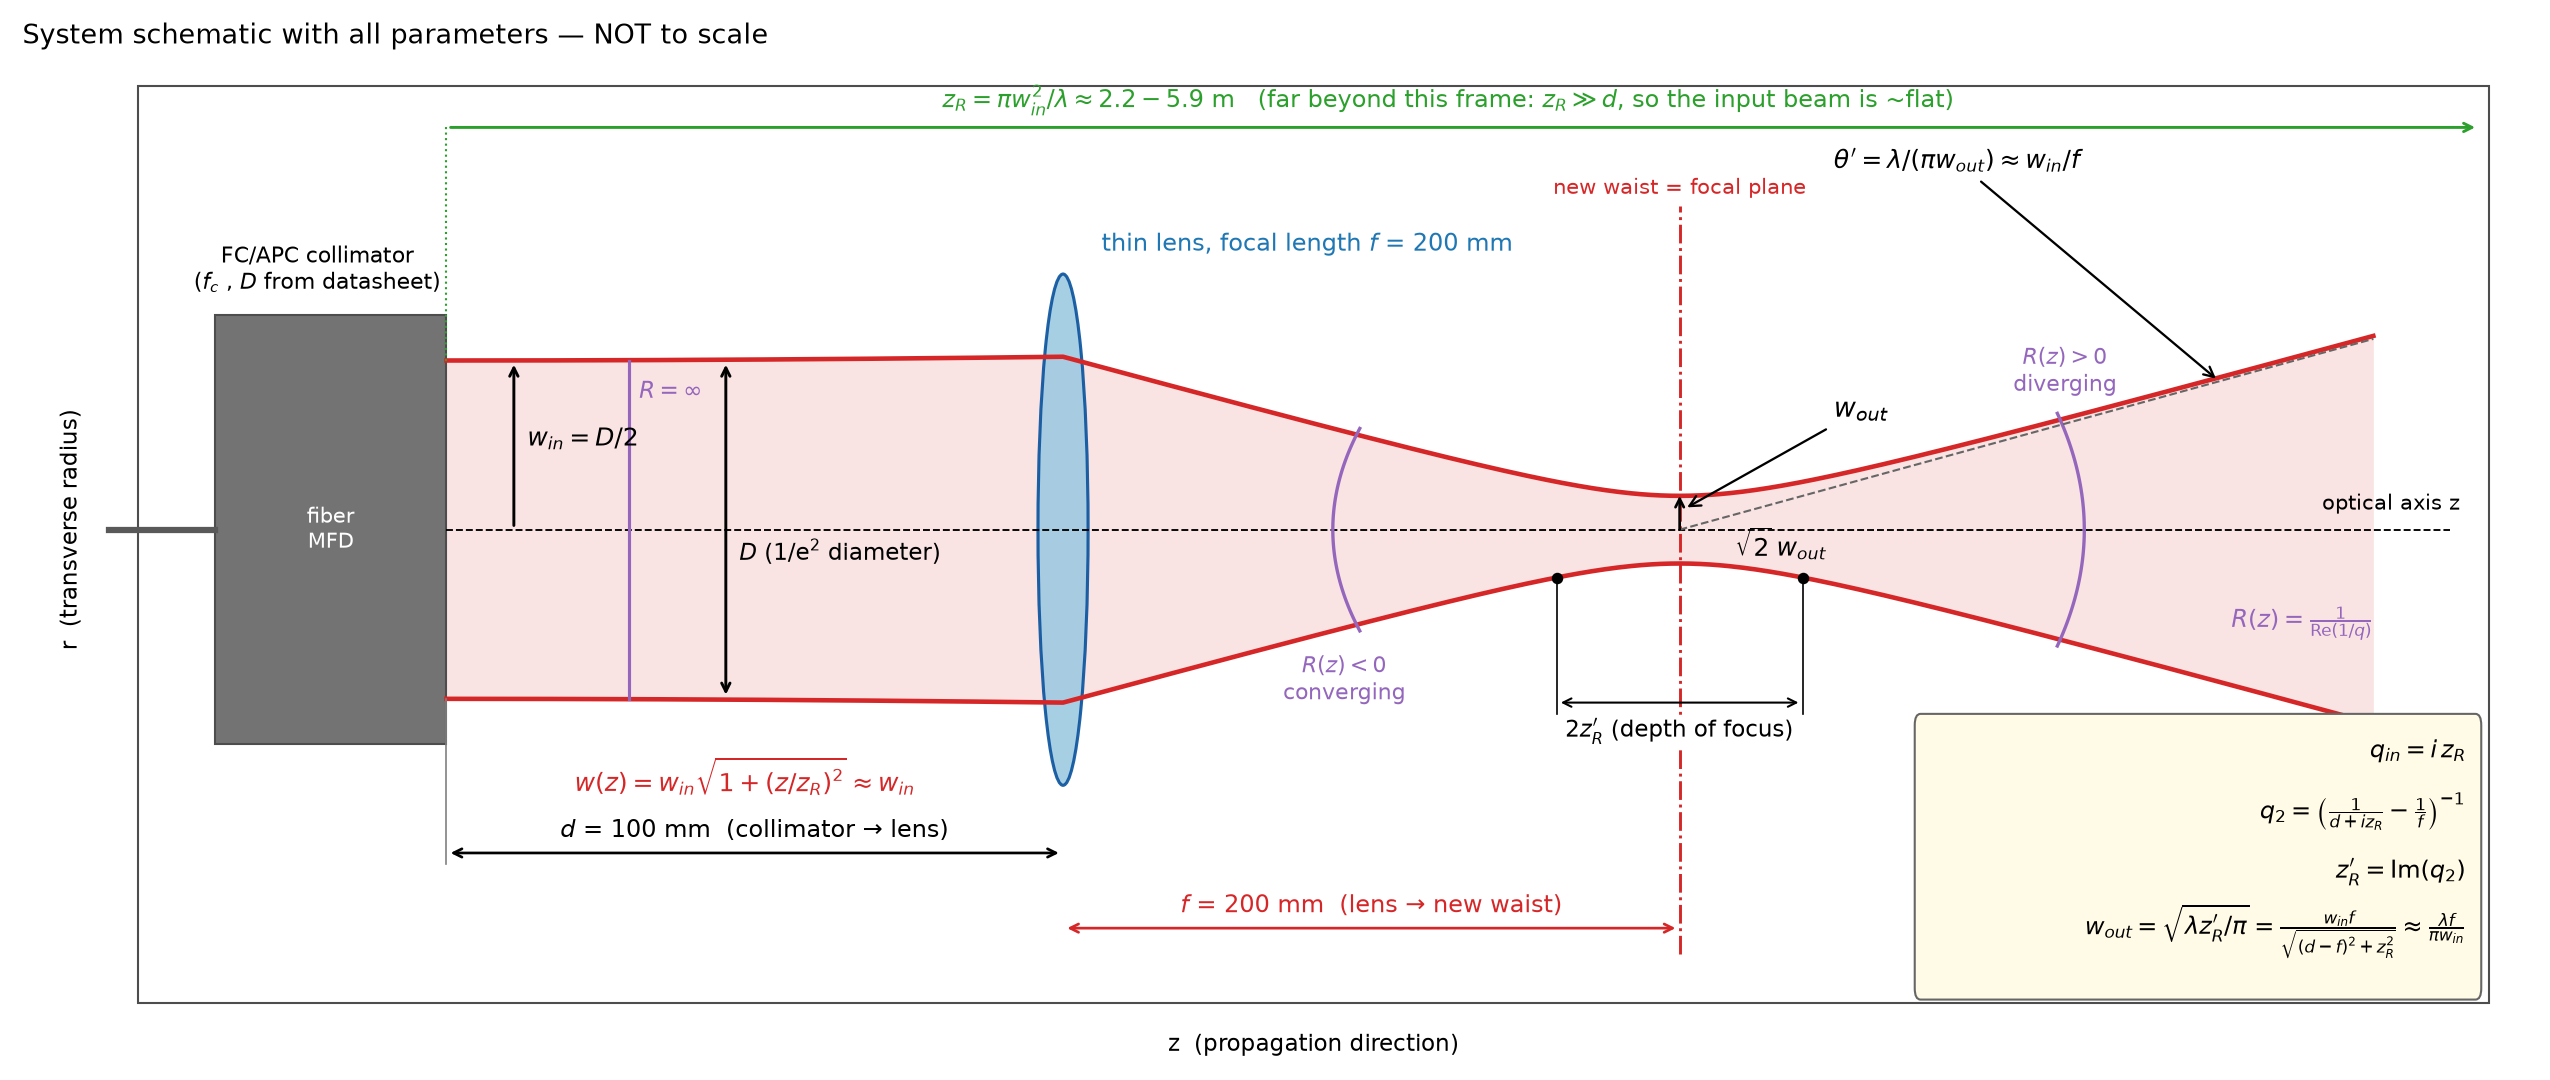 System schematic with all parameters — NOT to scale
z_R = πw_in²/λ ≈ 2.2 − 5.9 m (far beyond this frame: z_R ≫ d, so the input beam is ~flat)
θ′ = λ/(πw_out) ≈ w_in/f
new waist = focal plane
thin lens, focal length f = 200 mm
FC/APC collimator
(f_c , D from datasheet)
R(z) > 0
diverging
R = ∞
w_out
w_in = D/2
optical axis z
fiber
MFD
D (1/e² diameter)
√2 w_out
r (transverse radius)
R(z) = 1/Re(1/q)
R(z) < 0
converging
2z′_R (depth of focus)
w(z) = w_in√(1 + (z/z_R)²) ≈ w_in
d = 100 mm (collimator → lens)
f = 200 mm (lens → new waist)
q_in = i z_R
q_2 = (1/(d + iz_R) − 1/f)^−1
z′_R = Im(q_2)
w_out = √(λz′_R/π) = w_in f/√((d − f)² + z_R²) ≈ λf/(πw_in)
z (propagation direction)